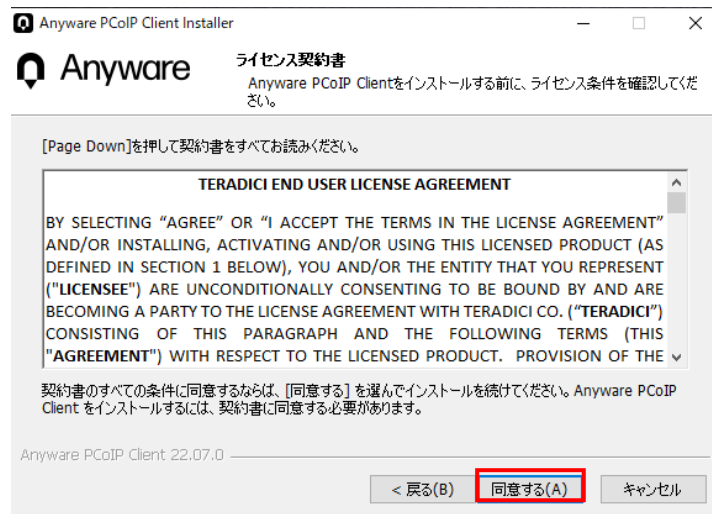 Anyware PCoIP Client Installer
Anyware
ライセンス契約書
Anyware PCoIP Clientをインストールする前に、ライセンス条件を確認してくだ
さい。
[Page Down]を押して契約書をすべてお読みください。
TERADICI END USER LICENSE AGREEMENT
BY SELECTING “AGREE” OR “I ACCEPT THE TERMS IN THE LICENSE AGREEMENT”
AND/OR INSTALLING, ACTIVATING AND/OR USING THIS LICENSED PRODUCT (AS
DEFINED IN SECTION 1 BELOW), YOU AND/OR THE ENTITY THAT YOU REPRESENT
("LICENSEE") ARE UNCONDITIONALLY CONSENTING TO BE BOUND BY AND ARE
BECOMING A PARTY TO THE LICENSE AGREEMENT WITH TERADICI CO. (“TERADICI”)
CONSISTING OF THIS PARAGRAPH AND THE FOLLOWING TERMS (THIS
"AGREEMENT") WITH RESPECT TO THE LICENSED PRODUCT. PROVISION OF THE
契約書のすべての条件に同意するならば、[同意する] を選んでインストールを続けてください。Anyware PCoIP
Client をインストールするには、契約書に同意する必要があります。
Anyware PCoIP Client 22.07.0
< 戻る(B)
同意する(A)
キャンセル